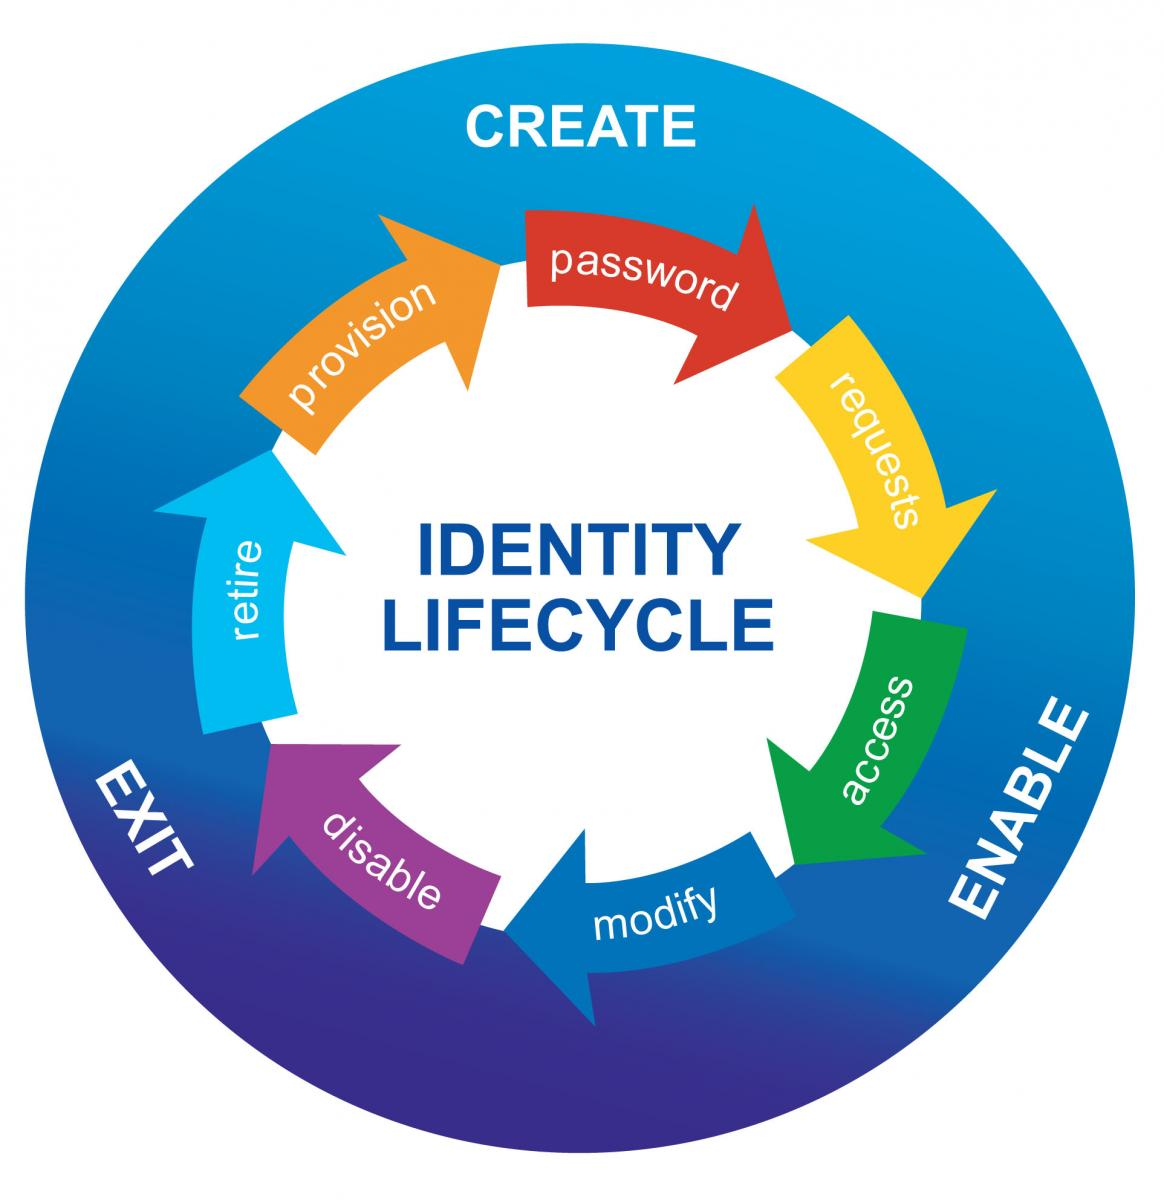 CREATE
provision
password
requests
access
modify
disable
retire
IDENTITY
LIFECYCLE
ENABLE
EXIT